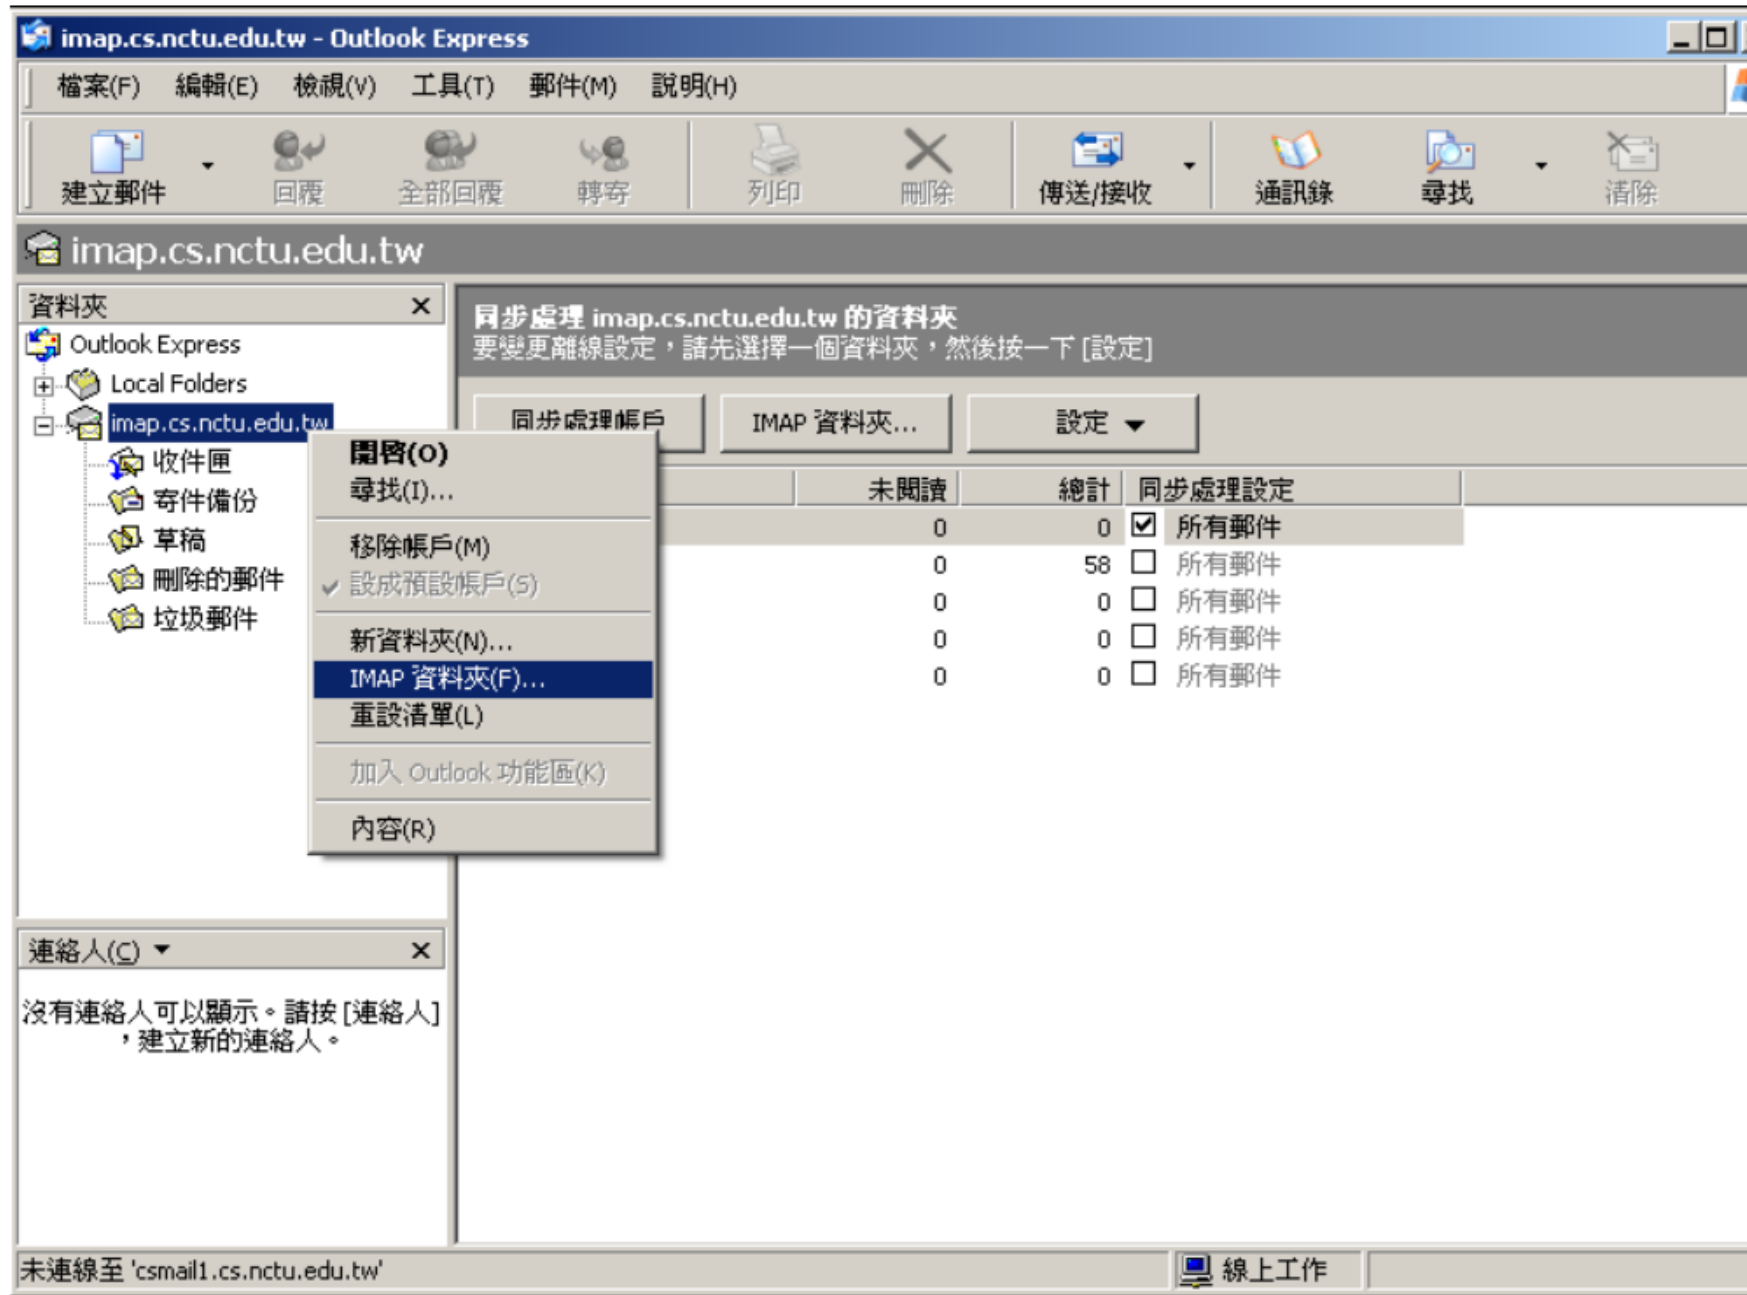 imap.cs.nctu.edu.tw - Outlook Express
檔案(F) 編輯(E) 檢視(V) 工具(T) 郵件(M) 說明(H)
建立郵件 回覆 全部回覆 轉寄 列印 刪除 傳送/接收 通訊錄 尋找 清除
imap.cs.nctu.edu.tw
資料夾
Outlook Express
Local Folders
imap.cs.nctu.edu.tw
收件匣
寄件備份
草稿
刪除的郵件
垃圾郵件
開啓(O)
尋找(I)...
移除帳戶(M)
設成預設帳戶(S)
新資料夾(N)...
IMAP 資料夾(F)...
重設清單(L)
加入 Outlook 功能區(K)
內容(R)
同步處理 imap.cs.nctu.edu.tw 的資料夾
要變更離線設定，請先選擇一個資料夾，然後按一下 [設定]
同步處理帳戶 IMAP 資料夾... 設定
未閱讀 總計 同步處理設定
0 0 所有郵件
0 58 所有郵件
0 0 所有郵件
0 0 所有郵件
0 0 所有郵件
連絡人(C)
沒有連絡人可以顯示。請按 [連絡人]
，建立新的連絡人。
未連線至 'csmail1.cs.nctu.edu.tw'
線上工作